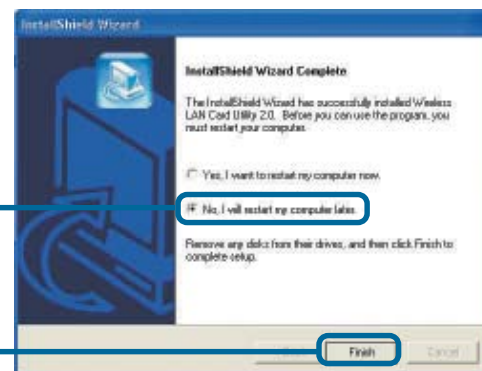 InstallShield Wizard
InstallShield Wizard Complete
The InstallShield Wizard has successfully installed Wireless
LAN Card Utility 2.0. Before you can use the program, you
must restart your computer.
Yes, I want to restart my computer now.
No, I will restart my computer later.
Remove any disks from their drives, and then click Finish to
complete setup.
Finish
Cancel